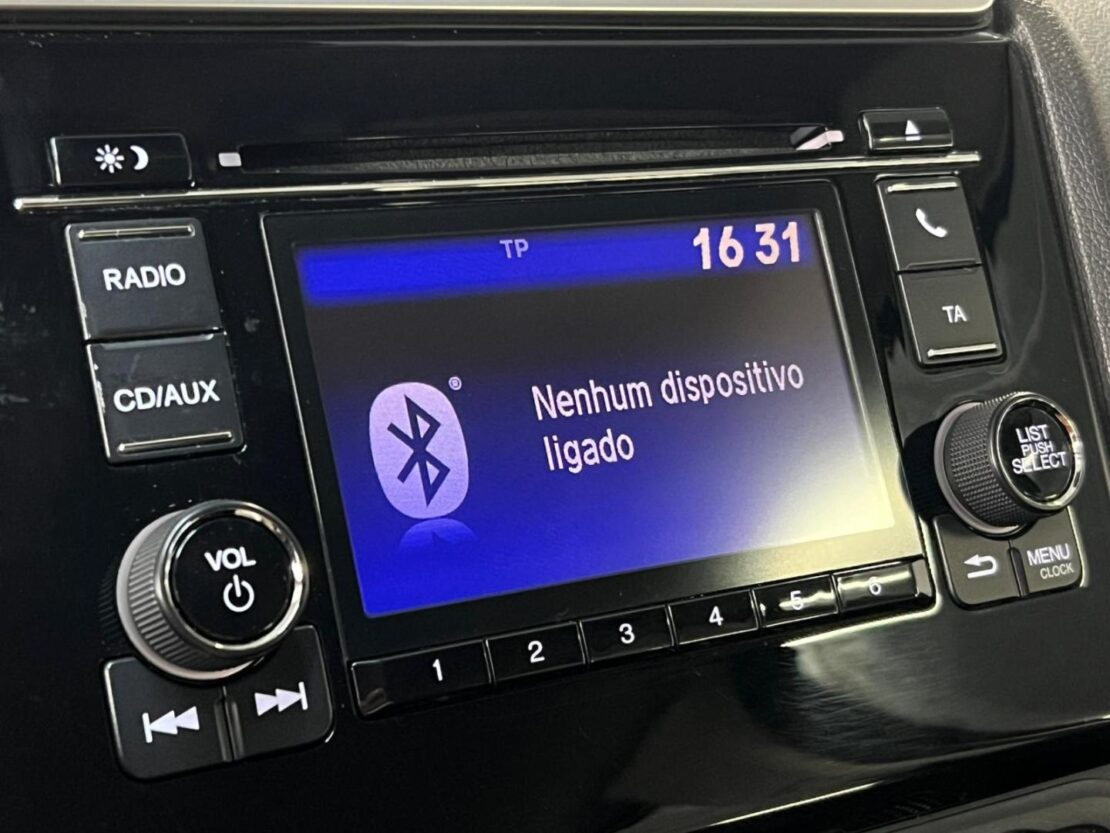 TP
16 31
RADIO
TA
CD/AUX
®
Nenhum dispositivo
ligado
LIST
PUSH
SELECT
VOL
MENU
CLOCK
1 2 3 4 5 6